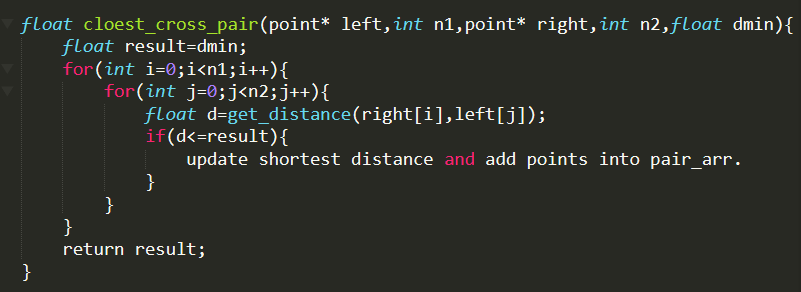 float cloest_cross_pair(point* left,int n1,point* right,int n2,float dmin){
    float result=dmin;
    for(int i=0;i<n1;i++){
        for(int j=0;j<n2;j++){
            float d=get_distance(right[i],left[j]);
            if(d<=result){
                update shortest distance and add points into pair_arr.
            }
        }
    }
    return result;
}